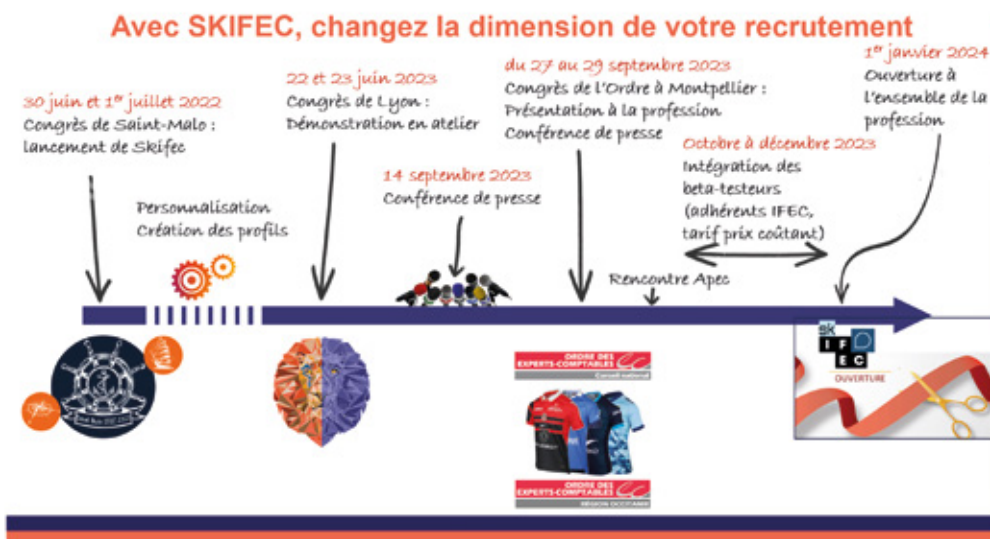 Avec SKIFEC, changez la dimension de votre recrutement
30 juin et 1er juillet 2022
Congrès de Saint-Malo :
lancement de Skifec
Personnalisation
Création des profils
22 et 23 juin 2023
Congrès de Lyon :
Démonstration en atelier
14 septembre 2023
Conférence de presse
du 27 au 29 septembre 2023
Congrès de l'Ordre à Montpellier :
Présentation à la profession
Conférence de presse
Octobre à décembre 2023
Intégration des
beta-testeurs
(adhérents IFEC,
tarif prix coûtant)
Rencontre Apec
1er janvier 2024
Ouverture à
l'ensemble de la
profession
ORDRE DES
EXPERTS-COMPTABLES
Conseil national
ORDRE DES
EXPERTS-COMPTABLES
RÉGION OCCITANIE
SK
IF
EC
OUVERTURE